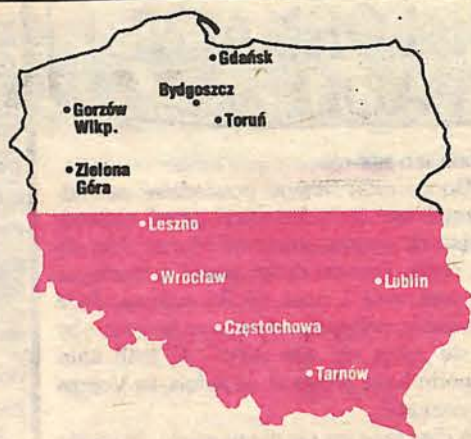 Gdańsk
Bydgoszcz
Gorzów
Wlkp.
Toruń
Zielona
Góra
Leszno
Wrocław
Lublin
Częstochowa
Tarnów